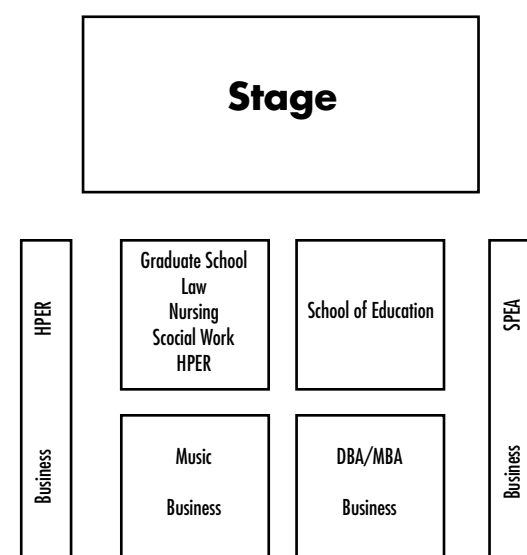 Stage
HPER
Graduate School
Law
Nursing
Scocial Work
HPER
School of Education
SPEA
Business
Music
Business
DBA/MBA
Business
Business